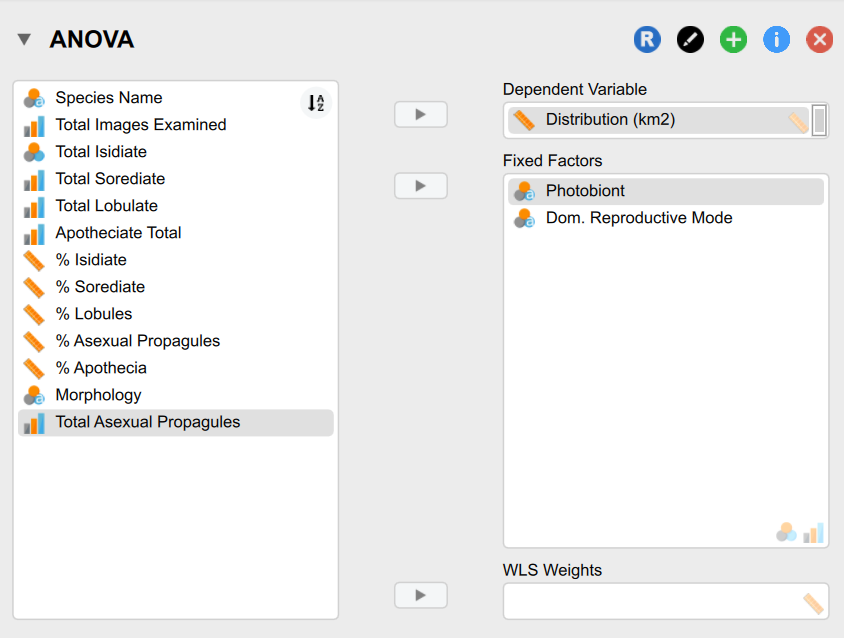 ANOVA
R
i
Species Name
Total Images Examined
Total Isidiate
Total Sorediate
Total Lobulate
Apotheciate Total
% Isidiate
% Sorediate
% Lobules
% Asexual Propagules
% Apothecia
Morphology
Total Asexual Propagules
A
Z
Dependent Variable
Distribution (km2)
Fixed Factors
Photobiont
Dom. Reproductive Mode
WLS Weights